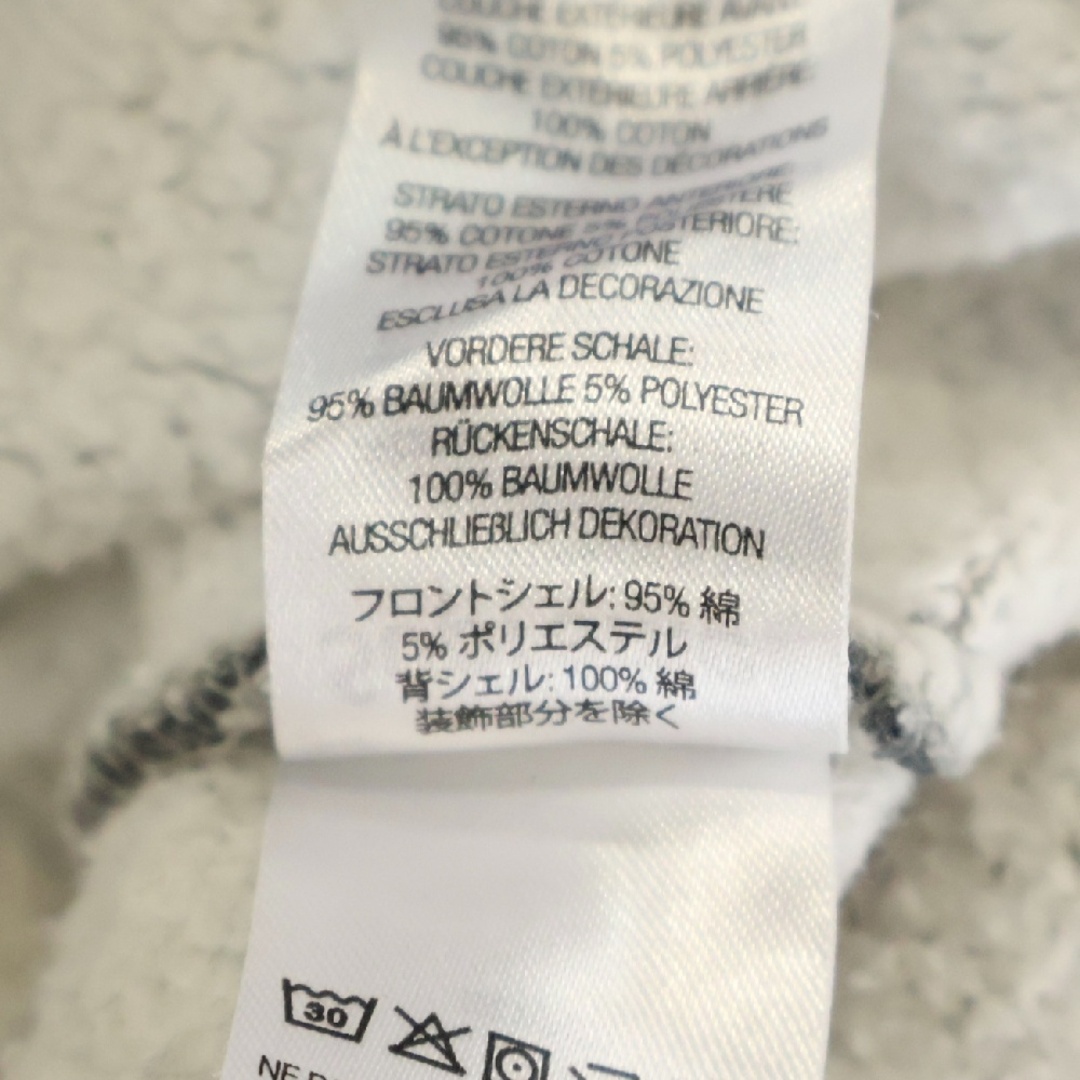 COUCHE EXTÉRIEURE
95% COTON 5% POLYESTER
COUCHE EXTÉRIEURE ARRIÈRE:
100% COTON
À L'EXCEPTION DES DÉCORATIONS
STRATO ESTERNO ANTERIORE:
95% COTONE 5%
STRATO POSTERIORE:
100% COTONE
ESCLUSA LA DECORAZIONE
VORDERE SCHALE:
95% BAUMWOLLE 5% POLYESTER
RÜCKENSCHALE:
100% BAUMWOLLE
AUSSCHLIEßLICH DEKORATION
フロントシェル: 95% 綿
5% ポリエステル
背シェル: 100% 綿
装飾部分を除く
30
NE